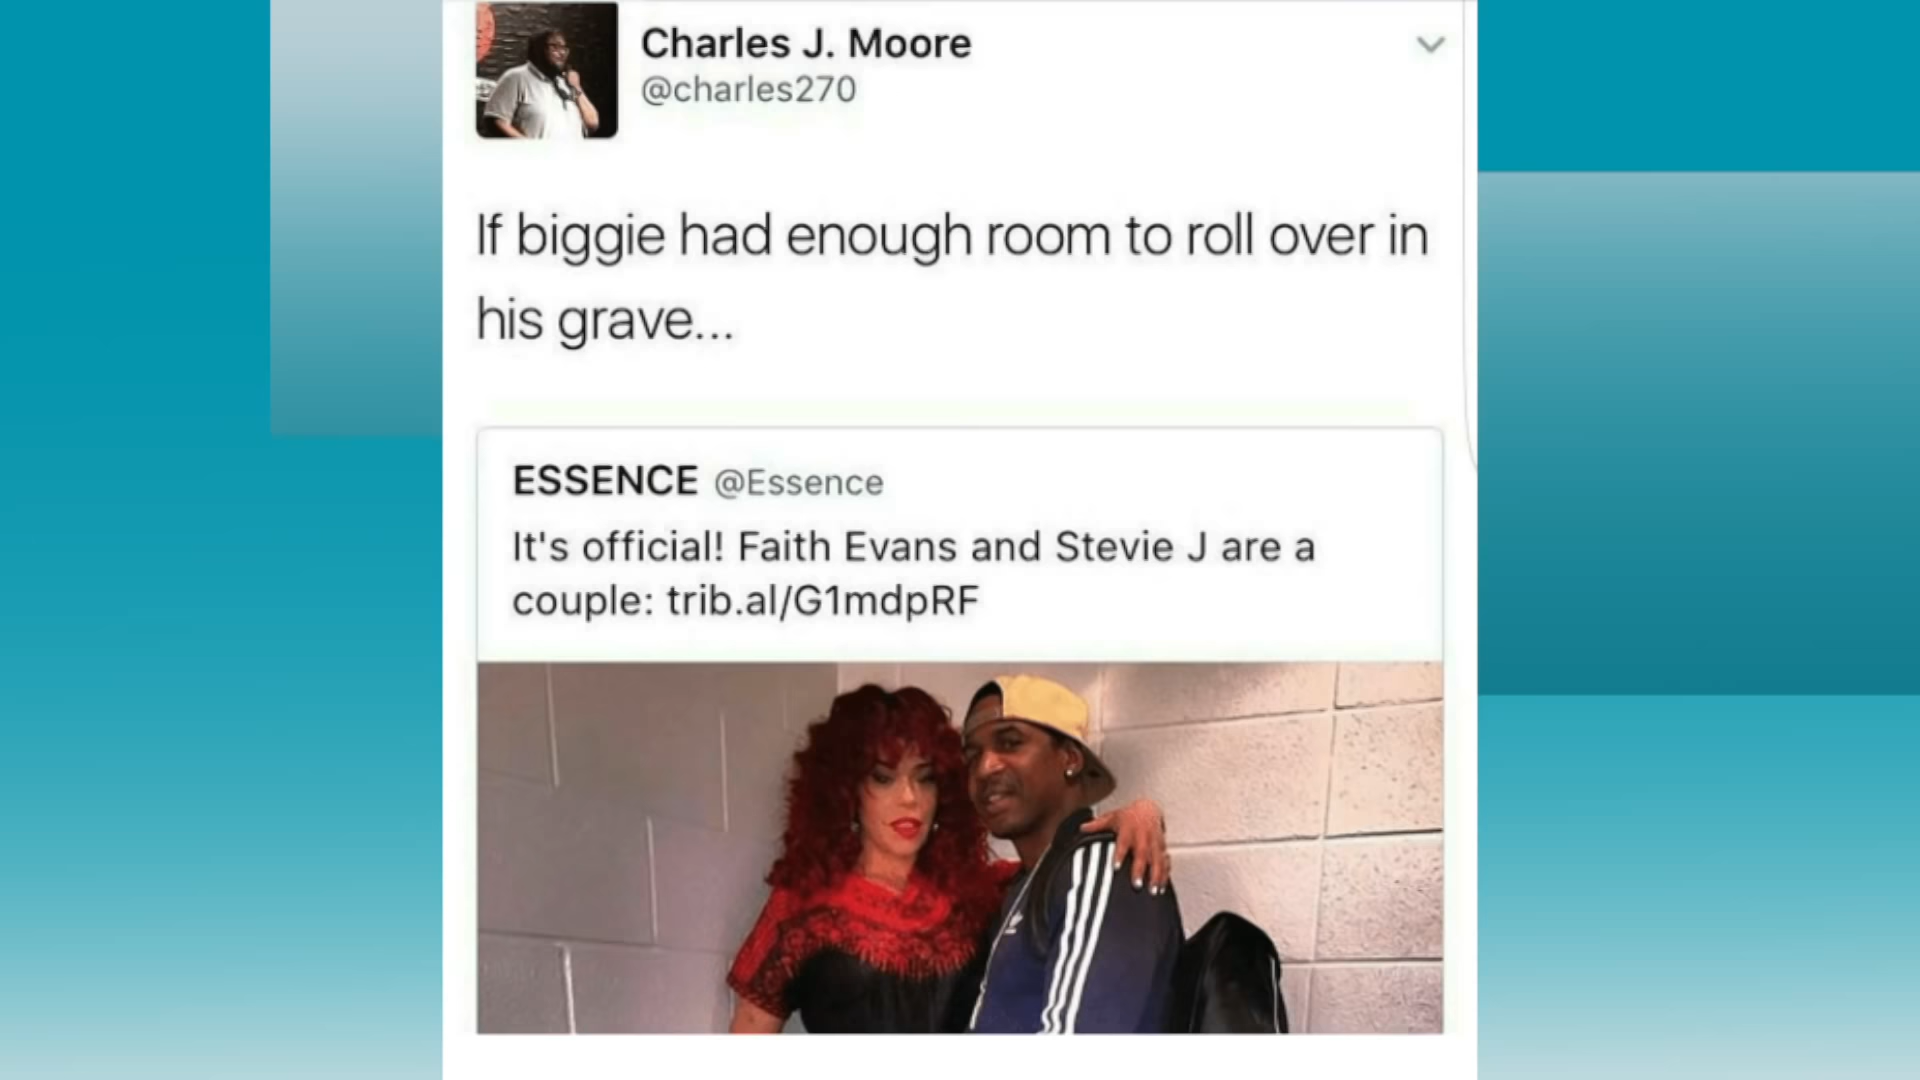 Charles J. Moore
@charles270
If biggie had enough room to roll over in
his grave...
ESSENCE @Essence
It's official! Faith Evans and Stevie J are a
couple: trib.al/G1mdpRF